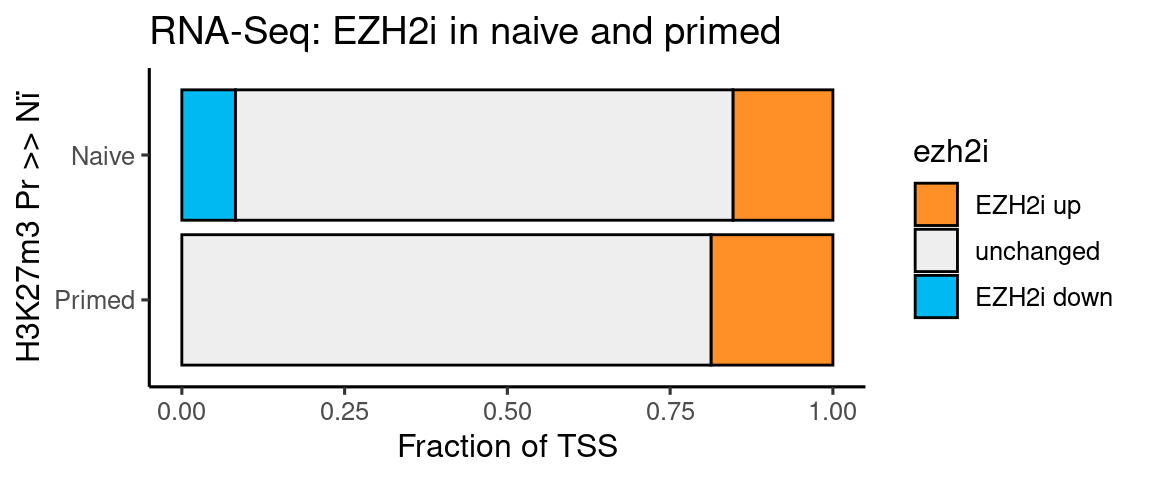 RNA-Seq: EZH2i in naive and primed
H3K27m3 Pr >> Nï
Naive
Primed
0.00 0.25 0.50 0.75 1.00
Fraction of TSS
ezh2i
EZH2i up
unchanged
EZH2i down